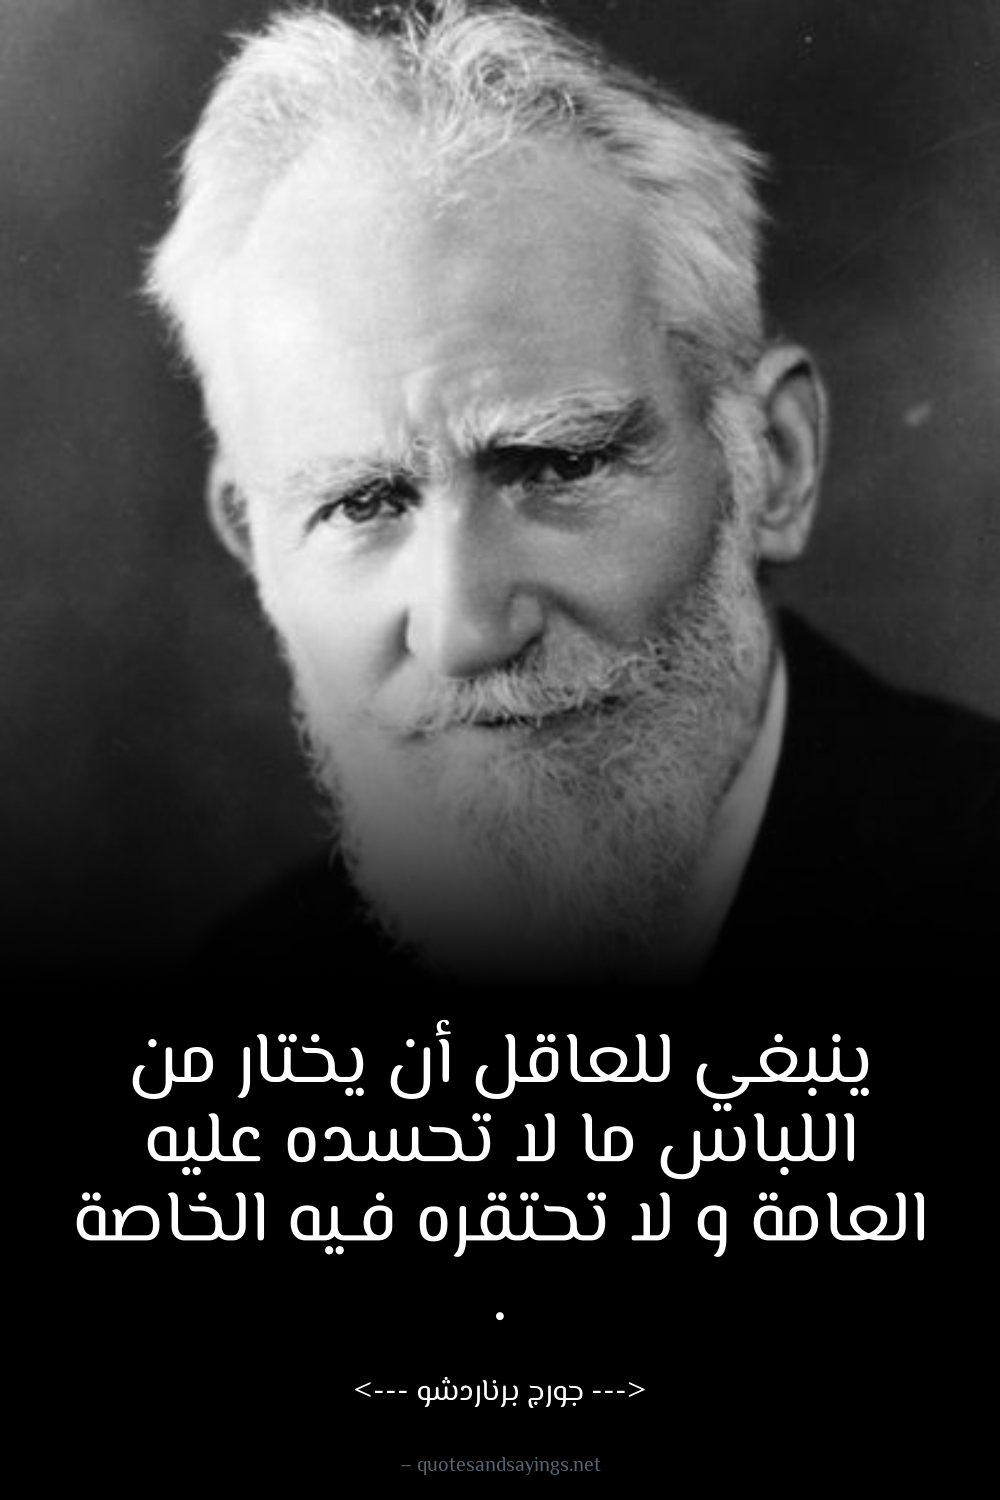 ينبغي للعاقل أن يختار من
اللباس ما لا تحسده عليه
العامة و لا تحتقره فيه الخاصة
.
<--- جورج برناردشو --->
– quotesandsayings.net